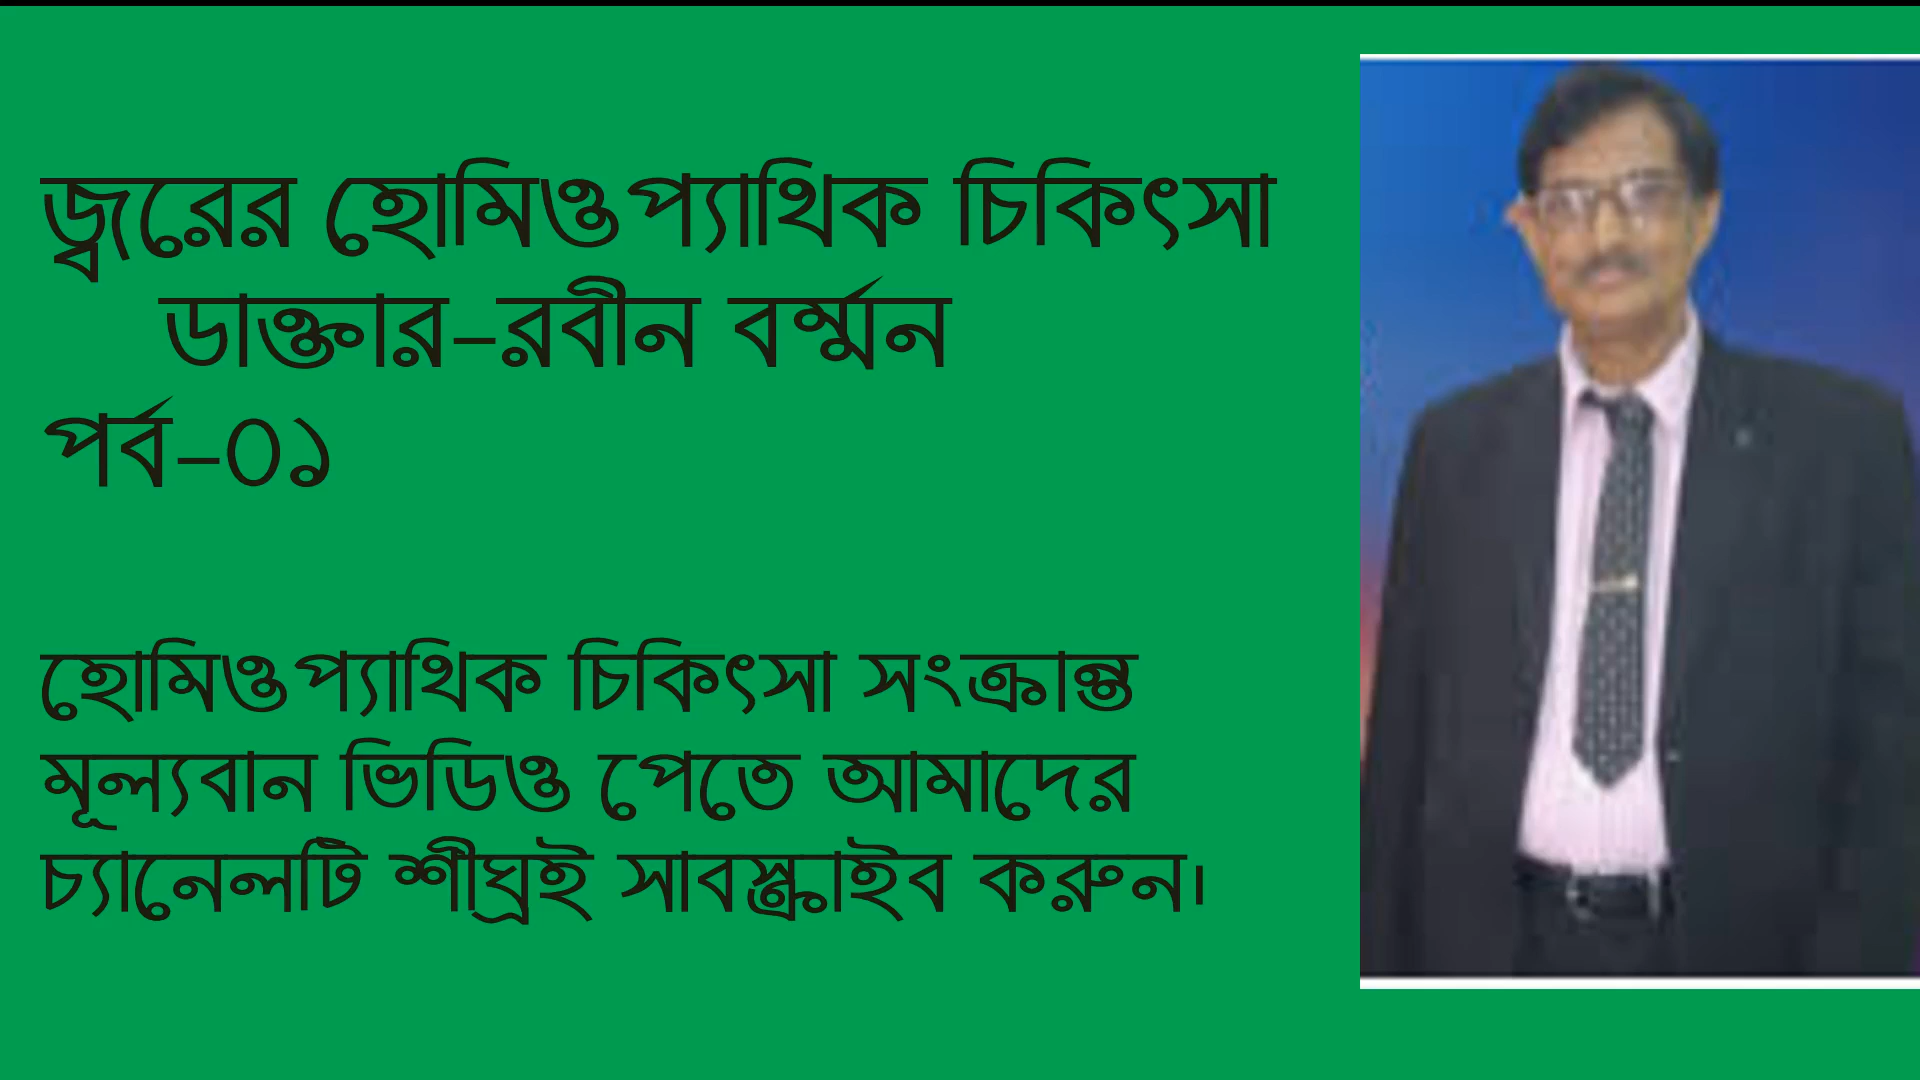 জ্বরের হোমিওপ্যাথিক চিকিৎসা
ডাক্তার–রবীন বর্ম্মন
পর্ব–০১
হোমিওপ্যাথিক চিকিৎসা সংক্রান্ত
মূল্যবান ভিডিও পেতে আমাদের
চ্যানেলটি শীঘ্রই সাবস্ক্রাইব করুন।